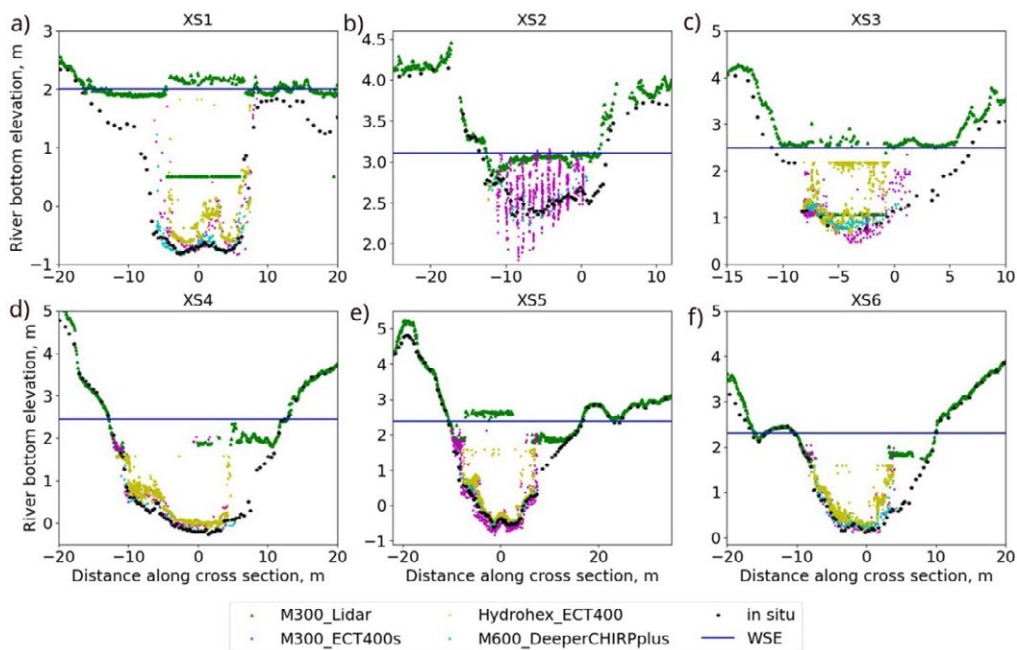 a) XS1 b) XS2 c) XS3
River bottom elevation, m
3
2
1
0
−1
−20 −10 0 10 20
4.5
4.0
3.5
3.0
2.5
2.0
−20 −10 0 10
5
4
3
2
1
0
−15 −10 −5 0 5 10
d) XS4 e) XS5 f) XS6
River bottom elevation, m
5
4
3
2
1
0
−20 −10 0 10 20
Distance along cross section, m
5
4
3
2
1
0
−1
−20 0 20
Distance along cross section, m
5
4
3
2
1
0
−20 −10 0 10 20
Distance along cross section, m
M300_Lidar Hydrohex_ECT400 in situ
M300_ECT400s M600_DeeperCHIRPplus WSE